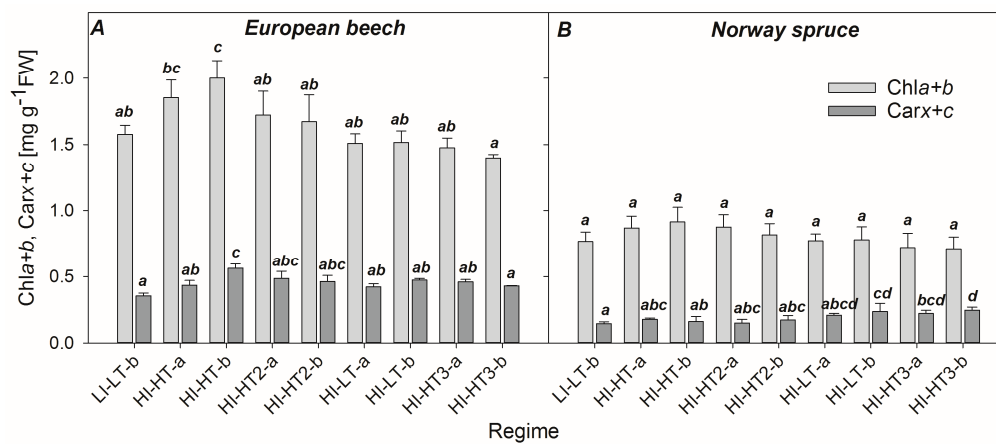 A European beech
B Norway spruce
Chla+b
Carx+c
Chla+b, Carx+c [mg g⁻¹FW]
2.0
1.5
1.0
0.5
0.0
ab bc c ab ab ab ab ab a
a ab c abc abc ab ab ab a
a a a a a a a a a
a abc ab abc abc abcd cd bcd d
LI-LT-b HI-HT-a HI-HT-b HI-HT2-a HI-HT2-b HI-LT-a HI-LT-b HI-HT3-a HI-HT3-b
LI-LT-b HI-HT-a HI-HT-b HI-HT2-a HI-HT2-b HI-LT-a HI-LT-b HI-HT3-a HI-HT3-b
Regime